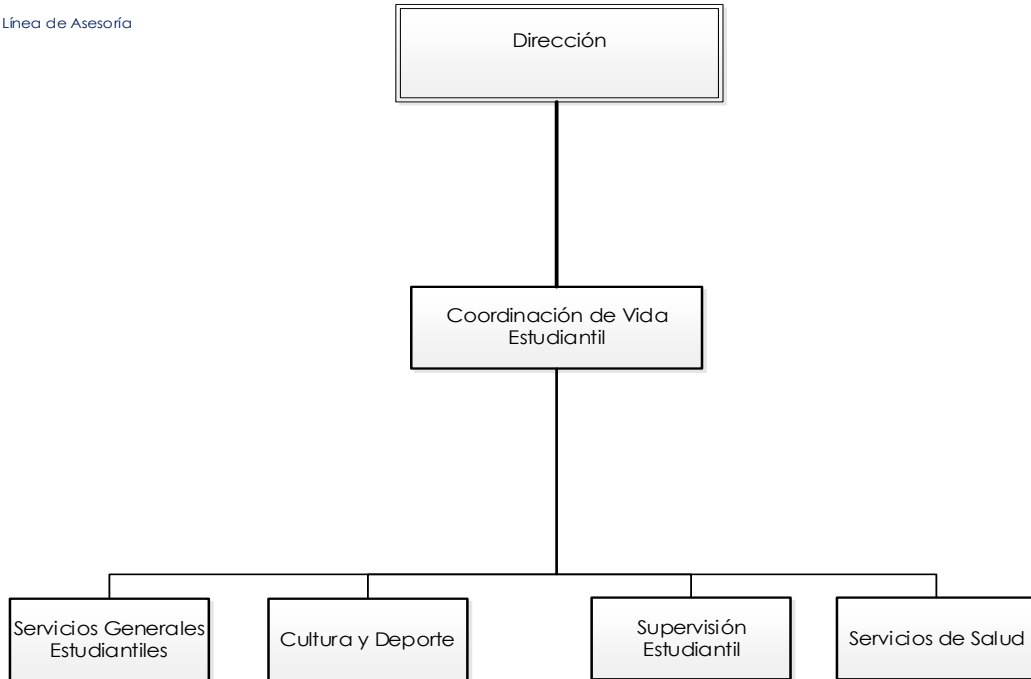 Línea de Asesoría
Dirección
Coordinación de Vida
Estudiantil
Servicios Generales
Estudiantiles
Cultura y Deporte
Supervisión
Estudiantil
Servicios de Salud